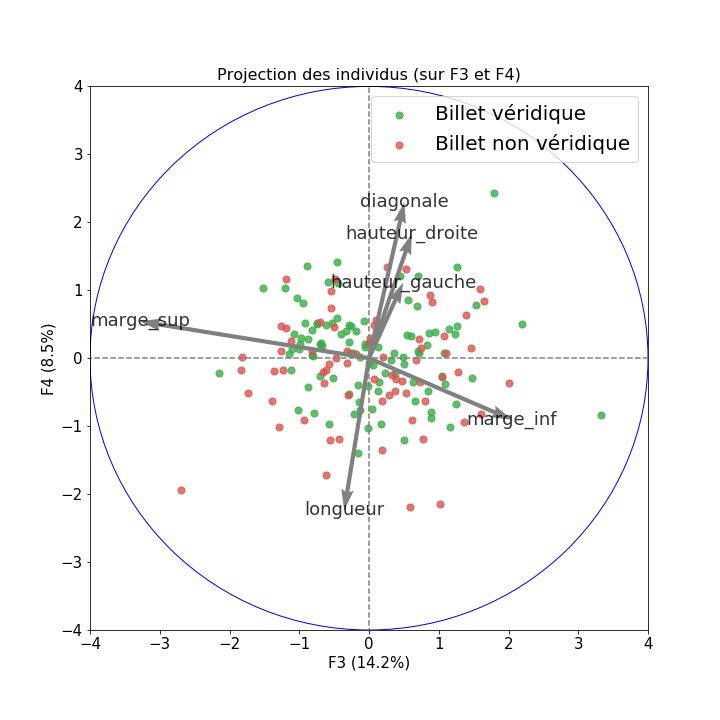 Projection des individus (sur F3 et F4)
Billet véridique
Billet non véridique
diagonale
hauteur_droite
hauteur_gauche
marge_sup
marge_inf
longueur
4
3
2
1
0
−1
−2
−3
−4
F4 (8.5%)
−4 −3 −2 −1 0 1 2 3 4
F3 (14.2%)